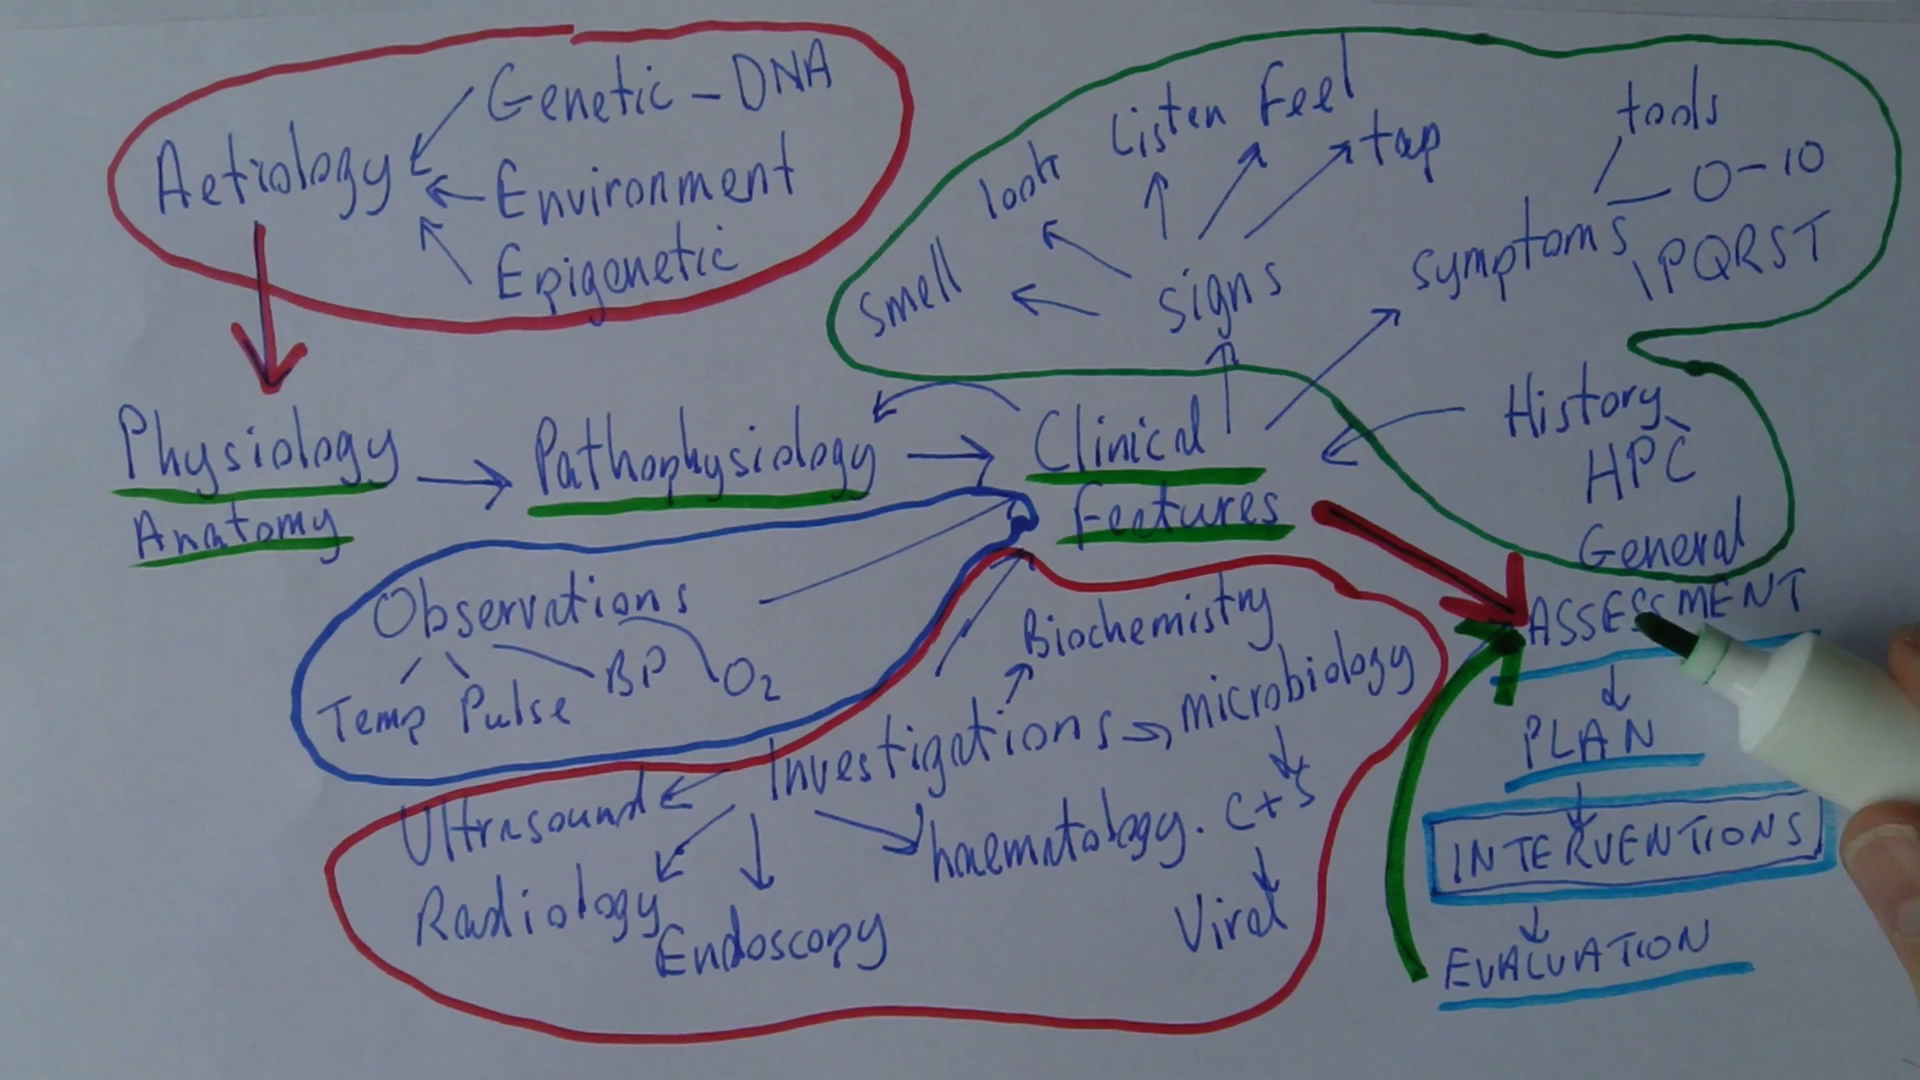 Genetic - DNA
Aetiology
Environment
Epigenetic
Listen Feel
tap
look
smell
signs
tools
0-10
symptoms
PQRST
History
HPC
General
Physiology
Anatomy
Pathophysiology
Clinical
Features
Observations
Temp Pulse BP O2
Biochemistry
Investigations
microbiology
C+S
Viral
Ultrasound
haematology.
Radiology
Endoscopy
ASSESSMENT
PLAN
INTERVENTIONS
EVALUATION